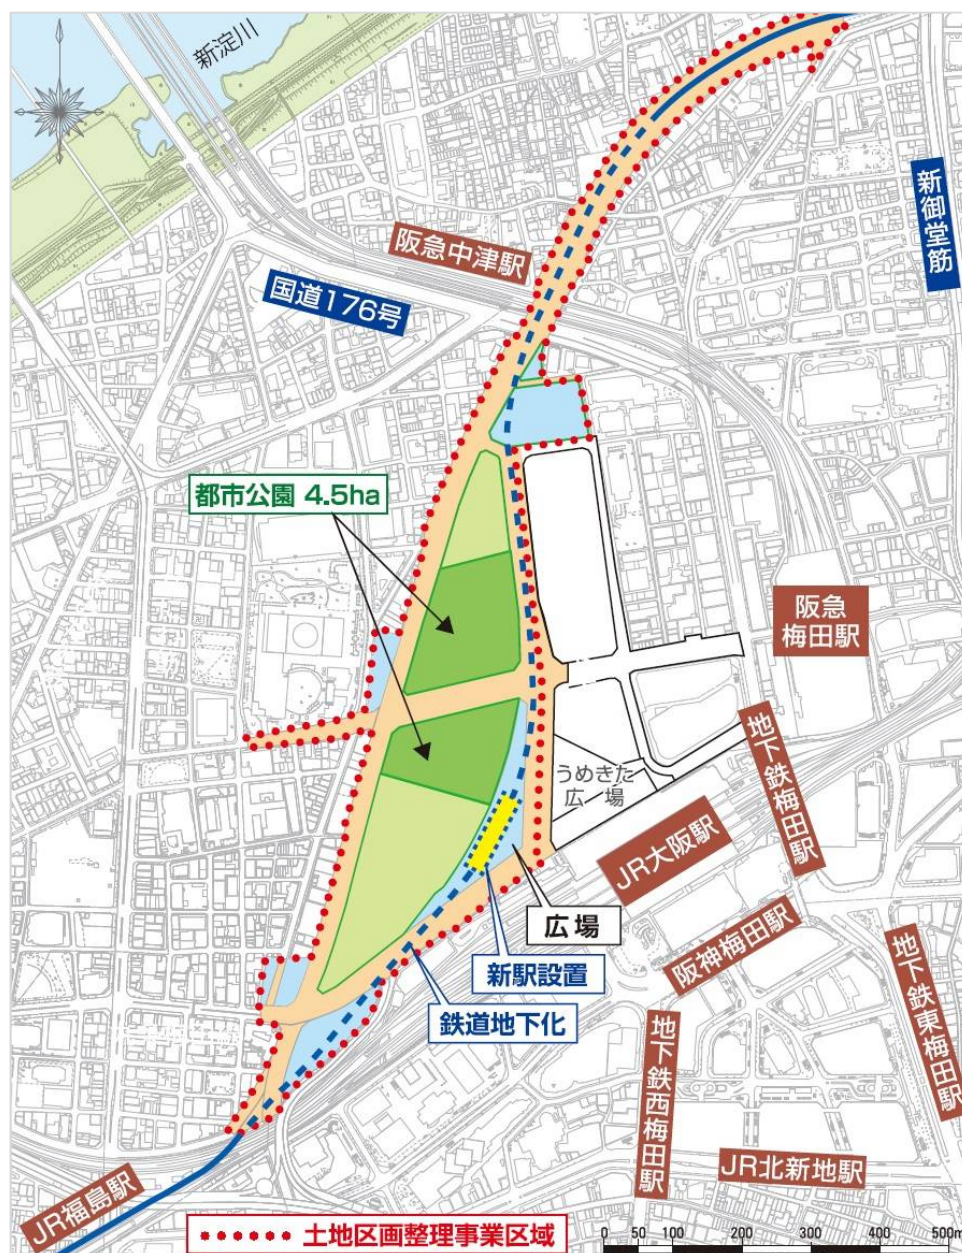 新淀川
新御堂筋
阪急中津駅
国道176号
都市公園 4.5ha
阪急
梅田駅
地下鉄梅田駅
うめきた
広場
JR大阪駅
広場
阪神梅田駅
新駅設置
地下鉄東梅田駅
鉄道地下化
地下鉄西梅田駅
JR北新地駅
JR福島駅
土地区画整理事業区域
0 50 100 200 300 400 500m